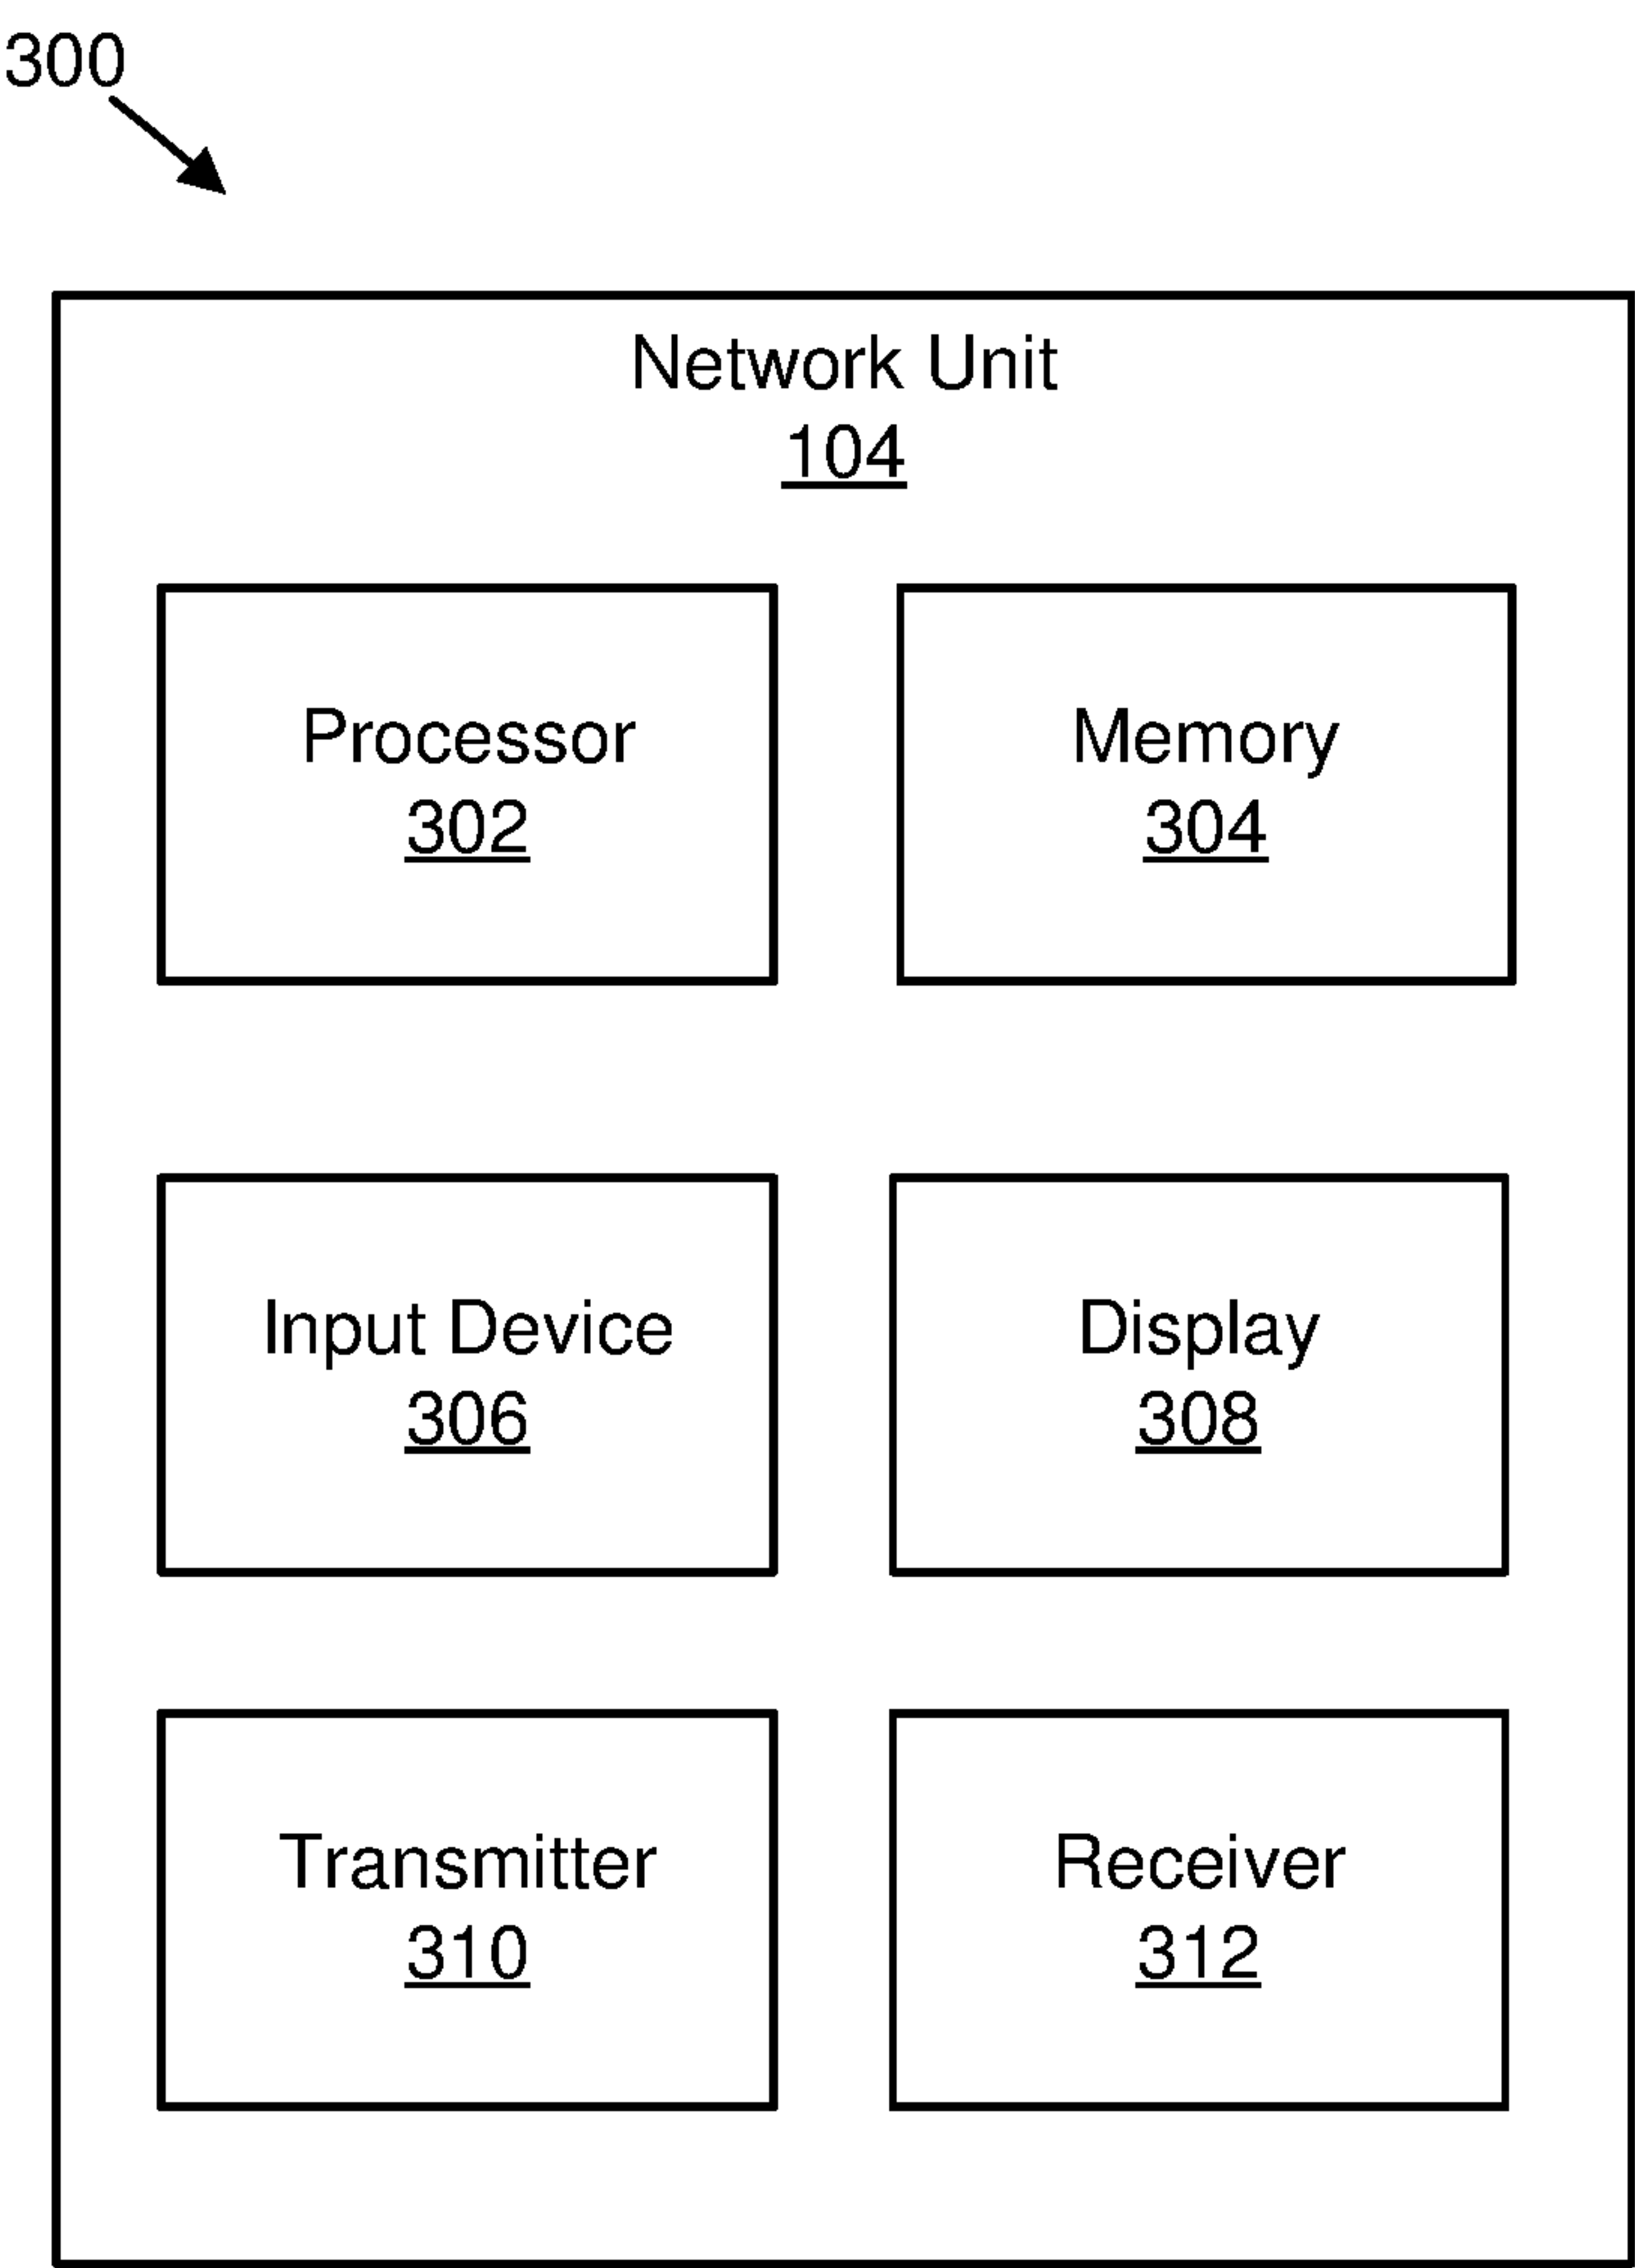 300
Network Unit
104
Processor
302
Memory
304
Input Device
306
Display
308
Transmitter
310
Receiver
312